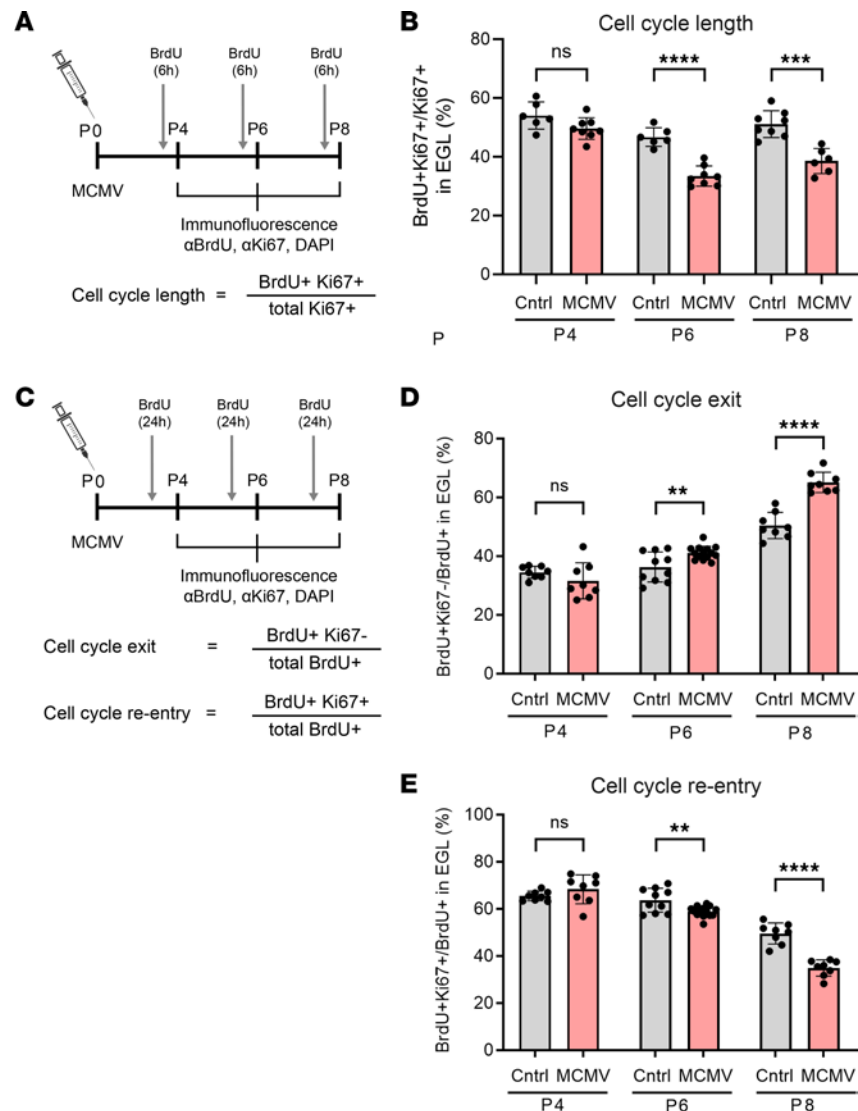 A
BrdU BrdU BrdU
(6h) (6h) (6h)
P0 P4 P6 P8
MCMV
Immunofluorescence
αBrdU, αKi67, DAPI
Cell cycle length = BrdU+ Ki67+
total Ki67+
B
Cell cycle length
BrdU+Ki67+/Ki67+
in EGL (%)
80
60
40
20
0
ns **** ***
Cntrl MCMV Cntrl MCMV Cntrl MCMV
P4 P6 P8
P
C
BrdU BrdU BrdU
(24h) (24h) (24h)
P0 P4 P6 P8
MCMV
Immunofluorescence
αBrdU, αKi67, DAPI
Cell cycle exit = BrdU+ Ki67-
total BrdU+
Cell cycle re-entry = BrdU+ Ki67+
total BrdU+
D
Cell cycle exit
BrdU+Ki67-/BrdU+ in EGL (%)
80
60
40
20
0
ns ** ****
Cntrl MCMV Cntrl MCMV Cntrl MCMV
P4 P6 P8
E
Cell cycle re-entry
BrdU+Ki67+/BrdU+ in EGL (%)
100
80
60
40
20
0
ns ** ****
Cntrl MCMV Cntrl MCMV Cntrl MCMV
P4 P6 P8